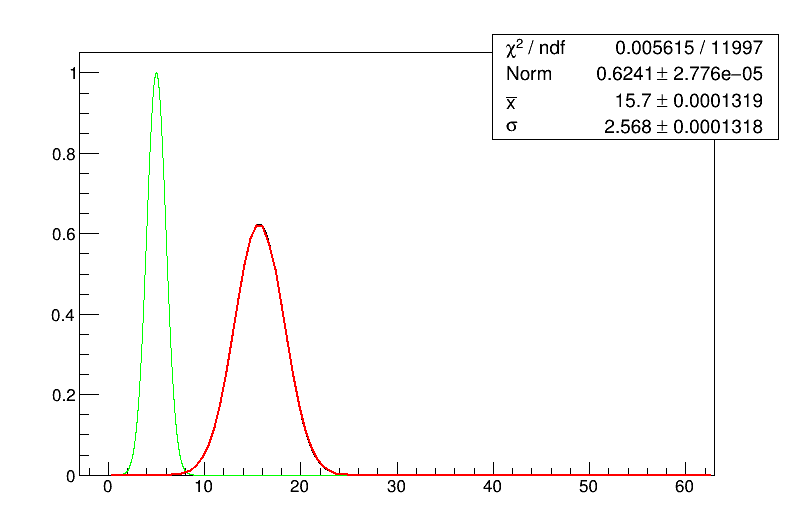 χ² / ndf 0.005615 / 11997
Norm 0.6241 ± 2.776e−05
x̅ 15.7 ± 0.0001319
σ 2.568 ± 0.0001318
1
0.8
0.6
0.4
0.2
0
0 10 20 30 40 50 60